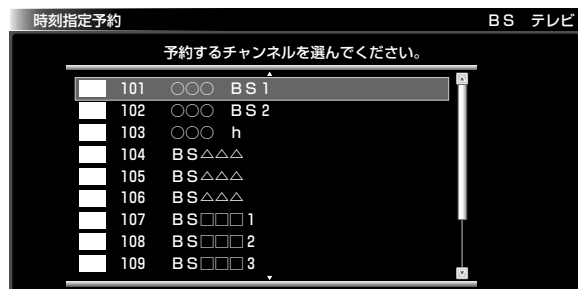 時刻指定予約 BS テレビ
予約するチャンネルを選んでください。
101 ○○○ BS1
102 ○○○ BS2
103 ○○○ h
104 BS△△△
105 BS△△△
106 BS△△△
107 BS□□□1
108 BS□□□2
109 BS□□□3